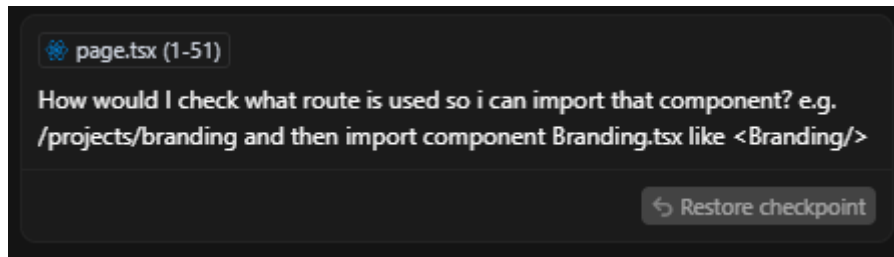 page.tsx (1-51)
How would I check what route is used so i can import that component? e.g.
/projects/branding and then import component Branding.tsx like <Branding/>
Restore checkpoint